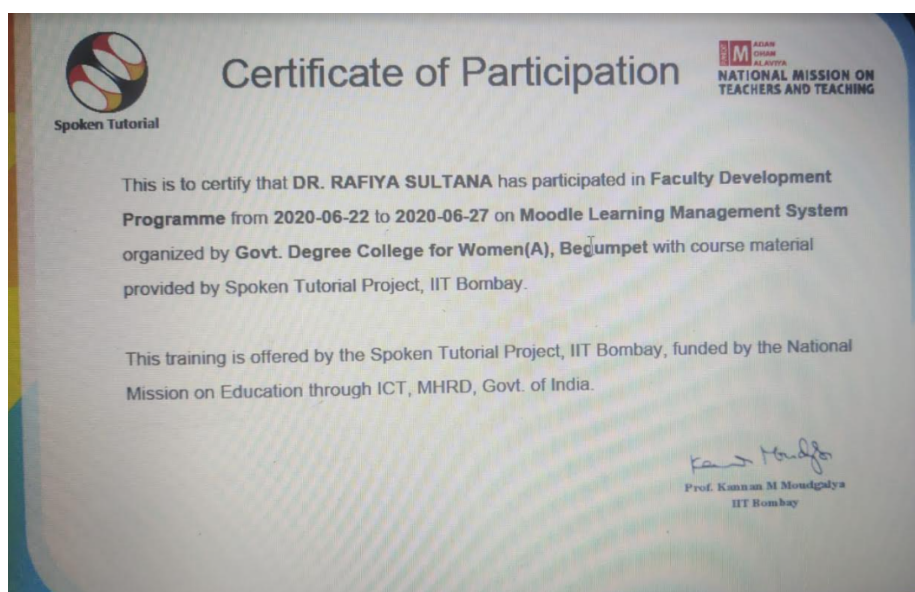 Spoken Tutorial
Certificate of Participation
MADAN
MOHAN
MALAVIYA
NATIONAL MISSION ON
TEACHERS AND TEACHING
This is to certify that DR. RAFIYA SULTANA has participated in Faculty Development
Programme from 2020-06-22 to 2020-06-27 on Moodle Learning Management System
organized by Govt. Degree College for Women(A), Begumpet with course material
provided by Spoken Tutorial Project, IIT Bombay.
This training is offered by the Spoken Tutorial Project, IIT Bombay, funded by the National
Mission on Education through ICT, MHRD, Govt. of India.
Prof. Kannan M Moudgalya
IIT Bombay